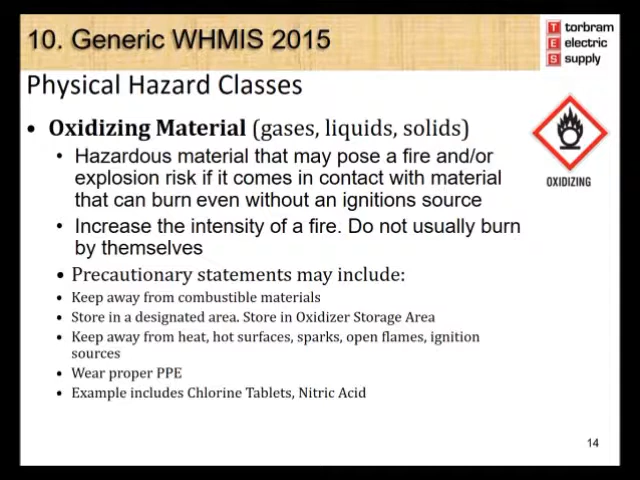 10. Generic WHMIS 2015
T torbram
E electric
S supply
Physical Hazard Classes
• Oxidizing Material (gases, liquids, solids)
• Hazardous material that may pose a fire and/or
explosion risk if it comes in contact with material
that can burn even without an ignitions source
• Increase the intensity of a fire. Do not usually burn
by themselves
• Precautionary statements may include:
• Keep away from combustible materials
• Store in a designated area. Store in Oxidizer Storage Area
• Keep away from heat, hot surfaces, sparks, open flames, ignition
sources
• Wear proper PPE
• Example includes Chlorine Tablets, Nitric Acid
OXIDIZING
14